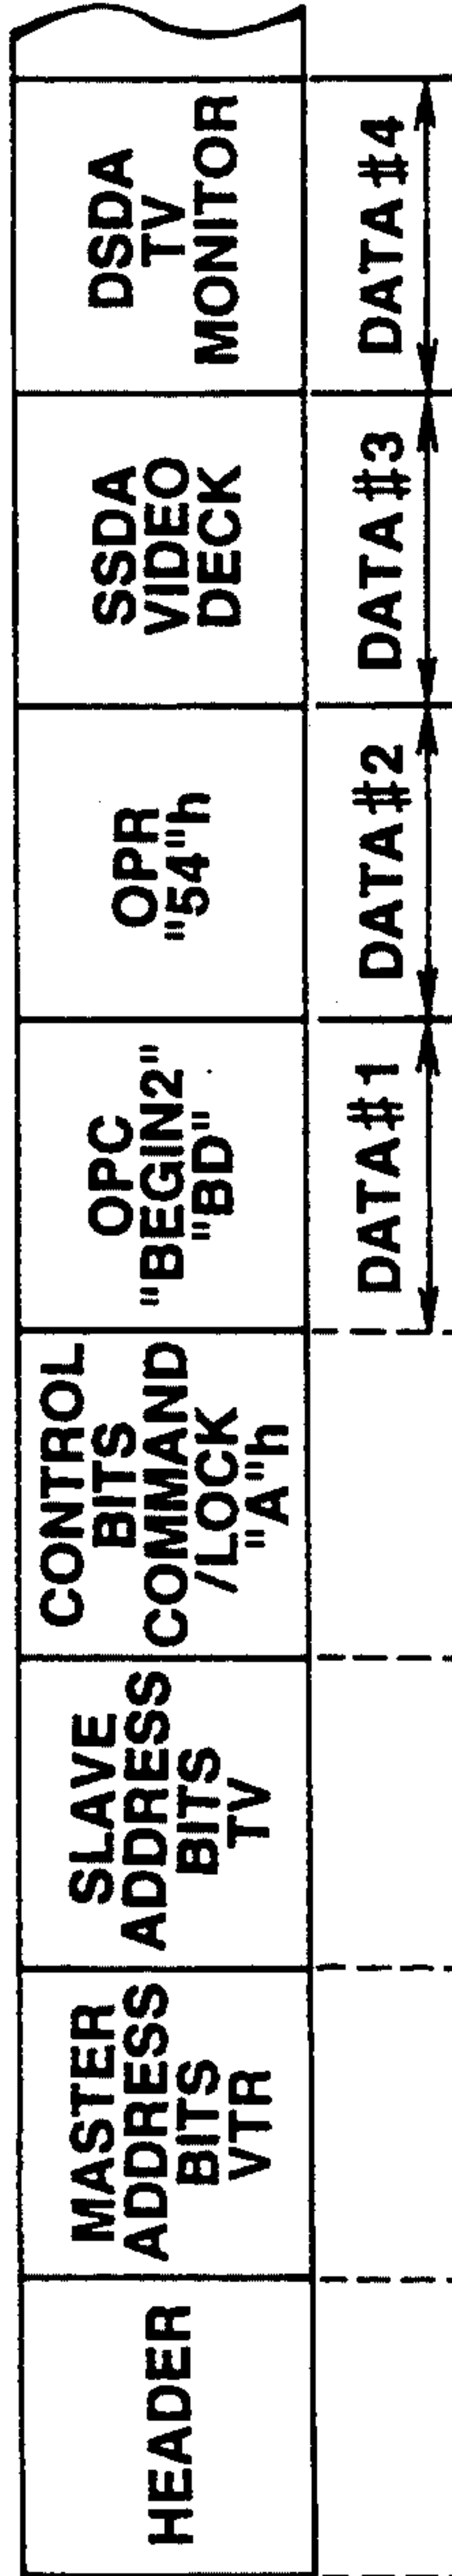 HEADER
MASTER
ADDRESS
BITS
VTR
SLAVE
ADDRESS
BITS
TV
CONTROL
BITS
COMMAND
/LOCK
"A"h
OPC
"BEGIN2"
"BD"
OPR
"54"h
SSDA
VIDEO
DECK
DSDA
TV
MONITOR
DATA#1
DATA#2
DATA#3
DATA#4